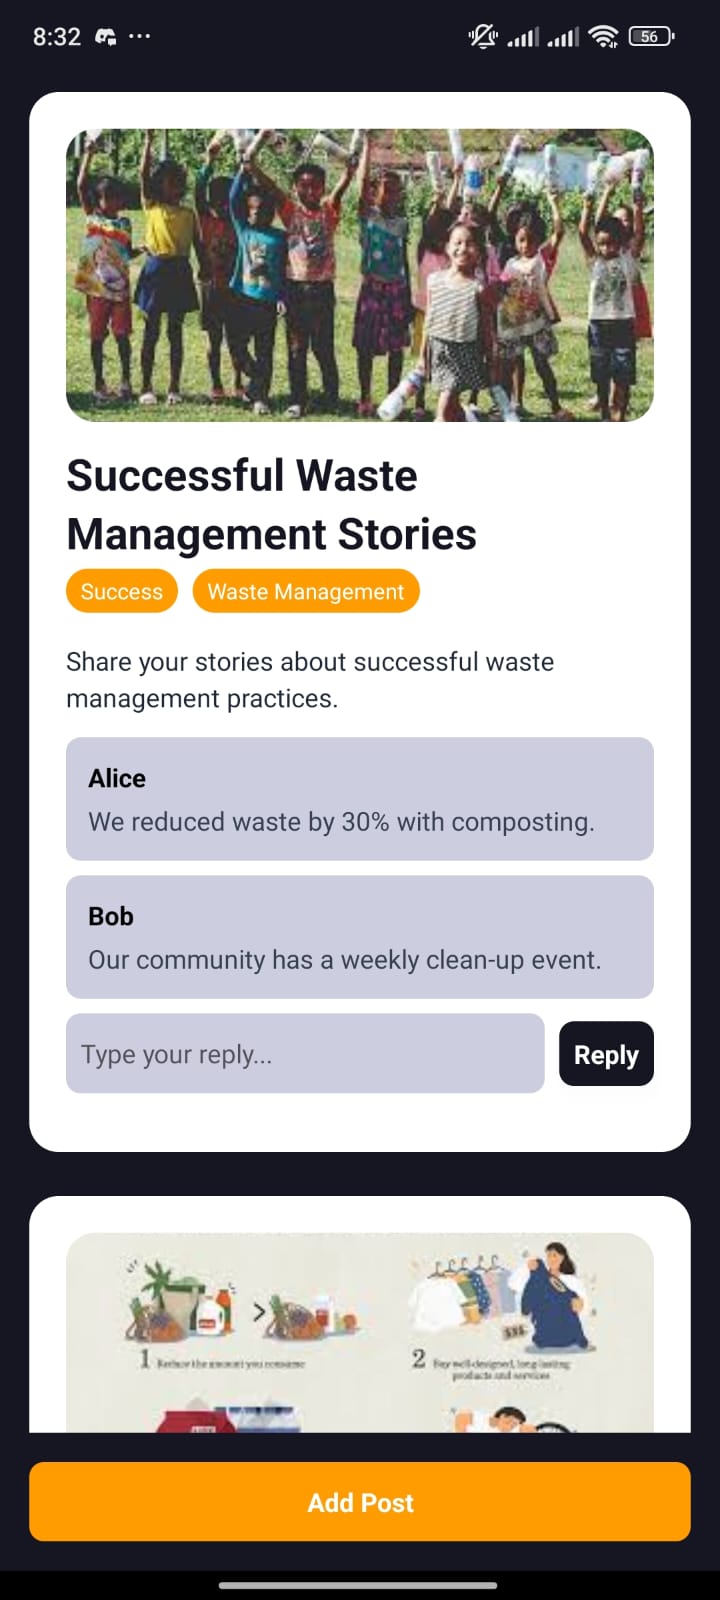 8:32
56
Successful Waste
Management Stories
Success Waste Management
Share your stories about successful waste
management practices.
Alice
We reduced waste by 30% with composting.
Bob
Our community has a weekly clean-up event.
Type your reply...
Reply
1 Reduce the amount you consume
2 Buy well-designed, long-lasting
products and services
$$$
Add Post